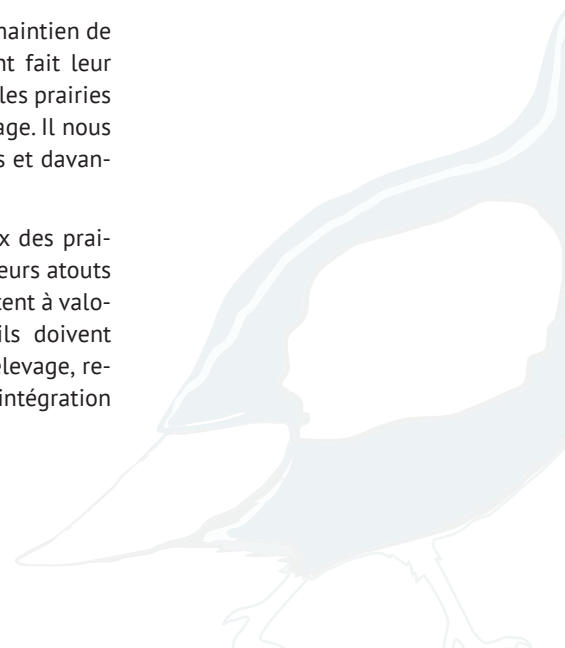 maintien de
nt fait leur
les prairies
age. Il nous
s et davan-
x des prai-
eurs atouts
tent à valo-
ils doivent
élevage, re-
intégration